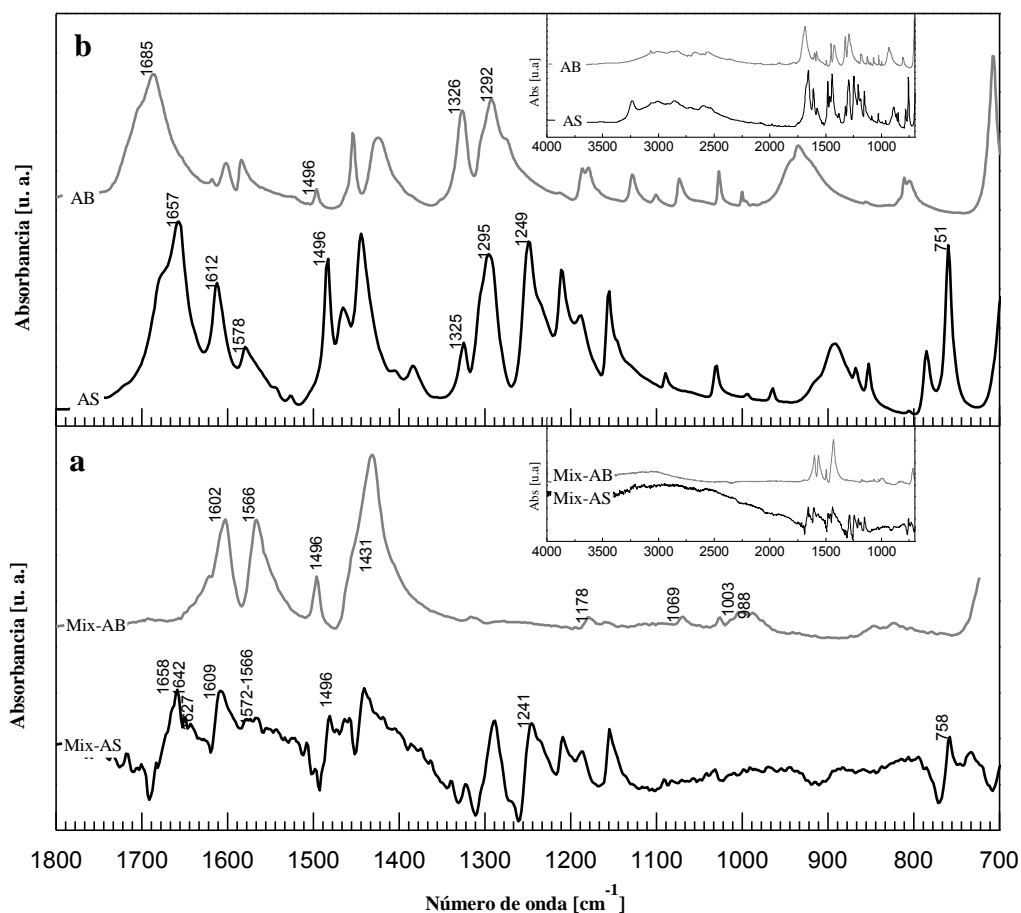 b
1685
1326
1292
1496
AB
1657
1612
1578
1496
1325
1295
1249
751
AS
Absorbancia [u. a.]
Abs [u.a]
AB
AS
4000 3500 3000 2500 2000 1500 1000
a
1602
1566
1496
1431
1178
1069
1003
988
Mix-AB
1658
1642
1627
1609
1572-1566
1496
1241
758
Mix-AS
Absorbancia [u. a.]
Abs [u.a]
Mix-AB
Mix-AS
4000 3500 3000 2500 2000 1500 1000
1800 1700 1600 1500 1400 1300 1200 1100 1000 900 800 700
Número de onda [cm⁻¹]